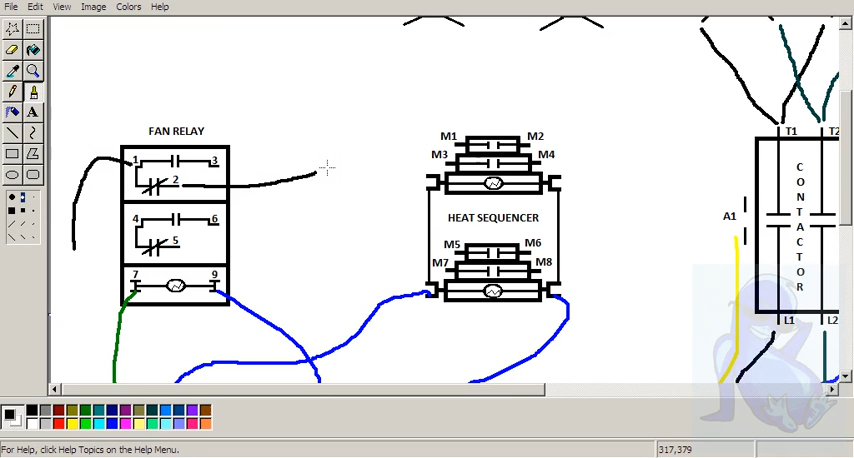 File Edit View Image Colors Help
FAN RELAY
1 3
2
4 6
5
7 9
M1 M2
M3 M4
HEAT SEQUENCER
M5 M6
M7 M8
T1 T2
A1
CONTACTOR
L1 L2
A
For Help, click Help Topics on the Help Menu.
317,379